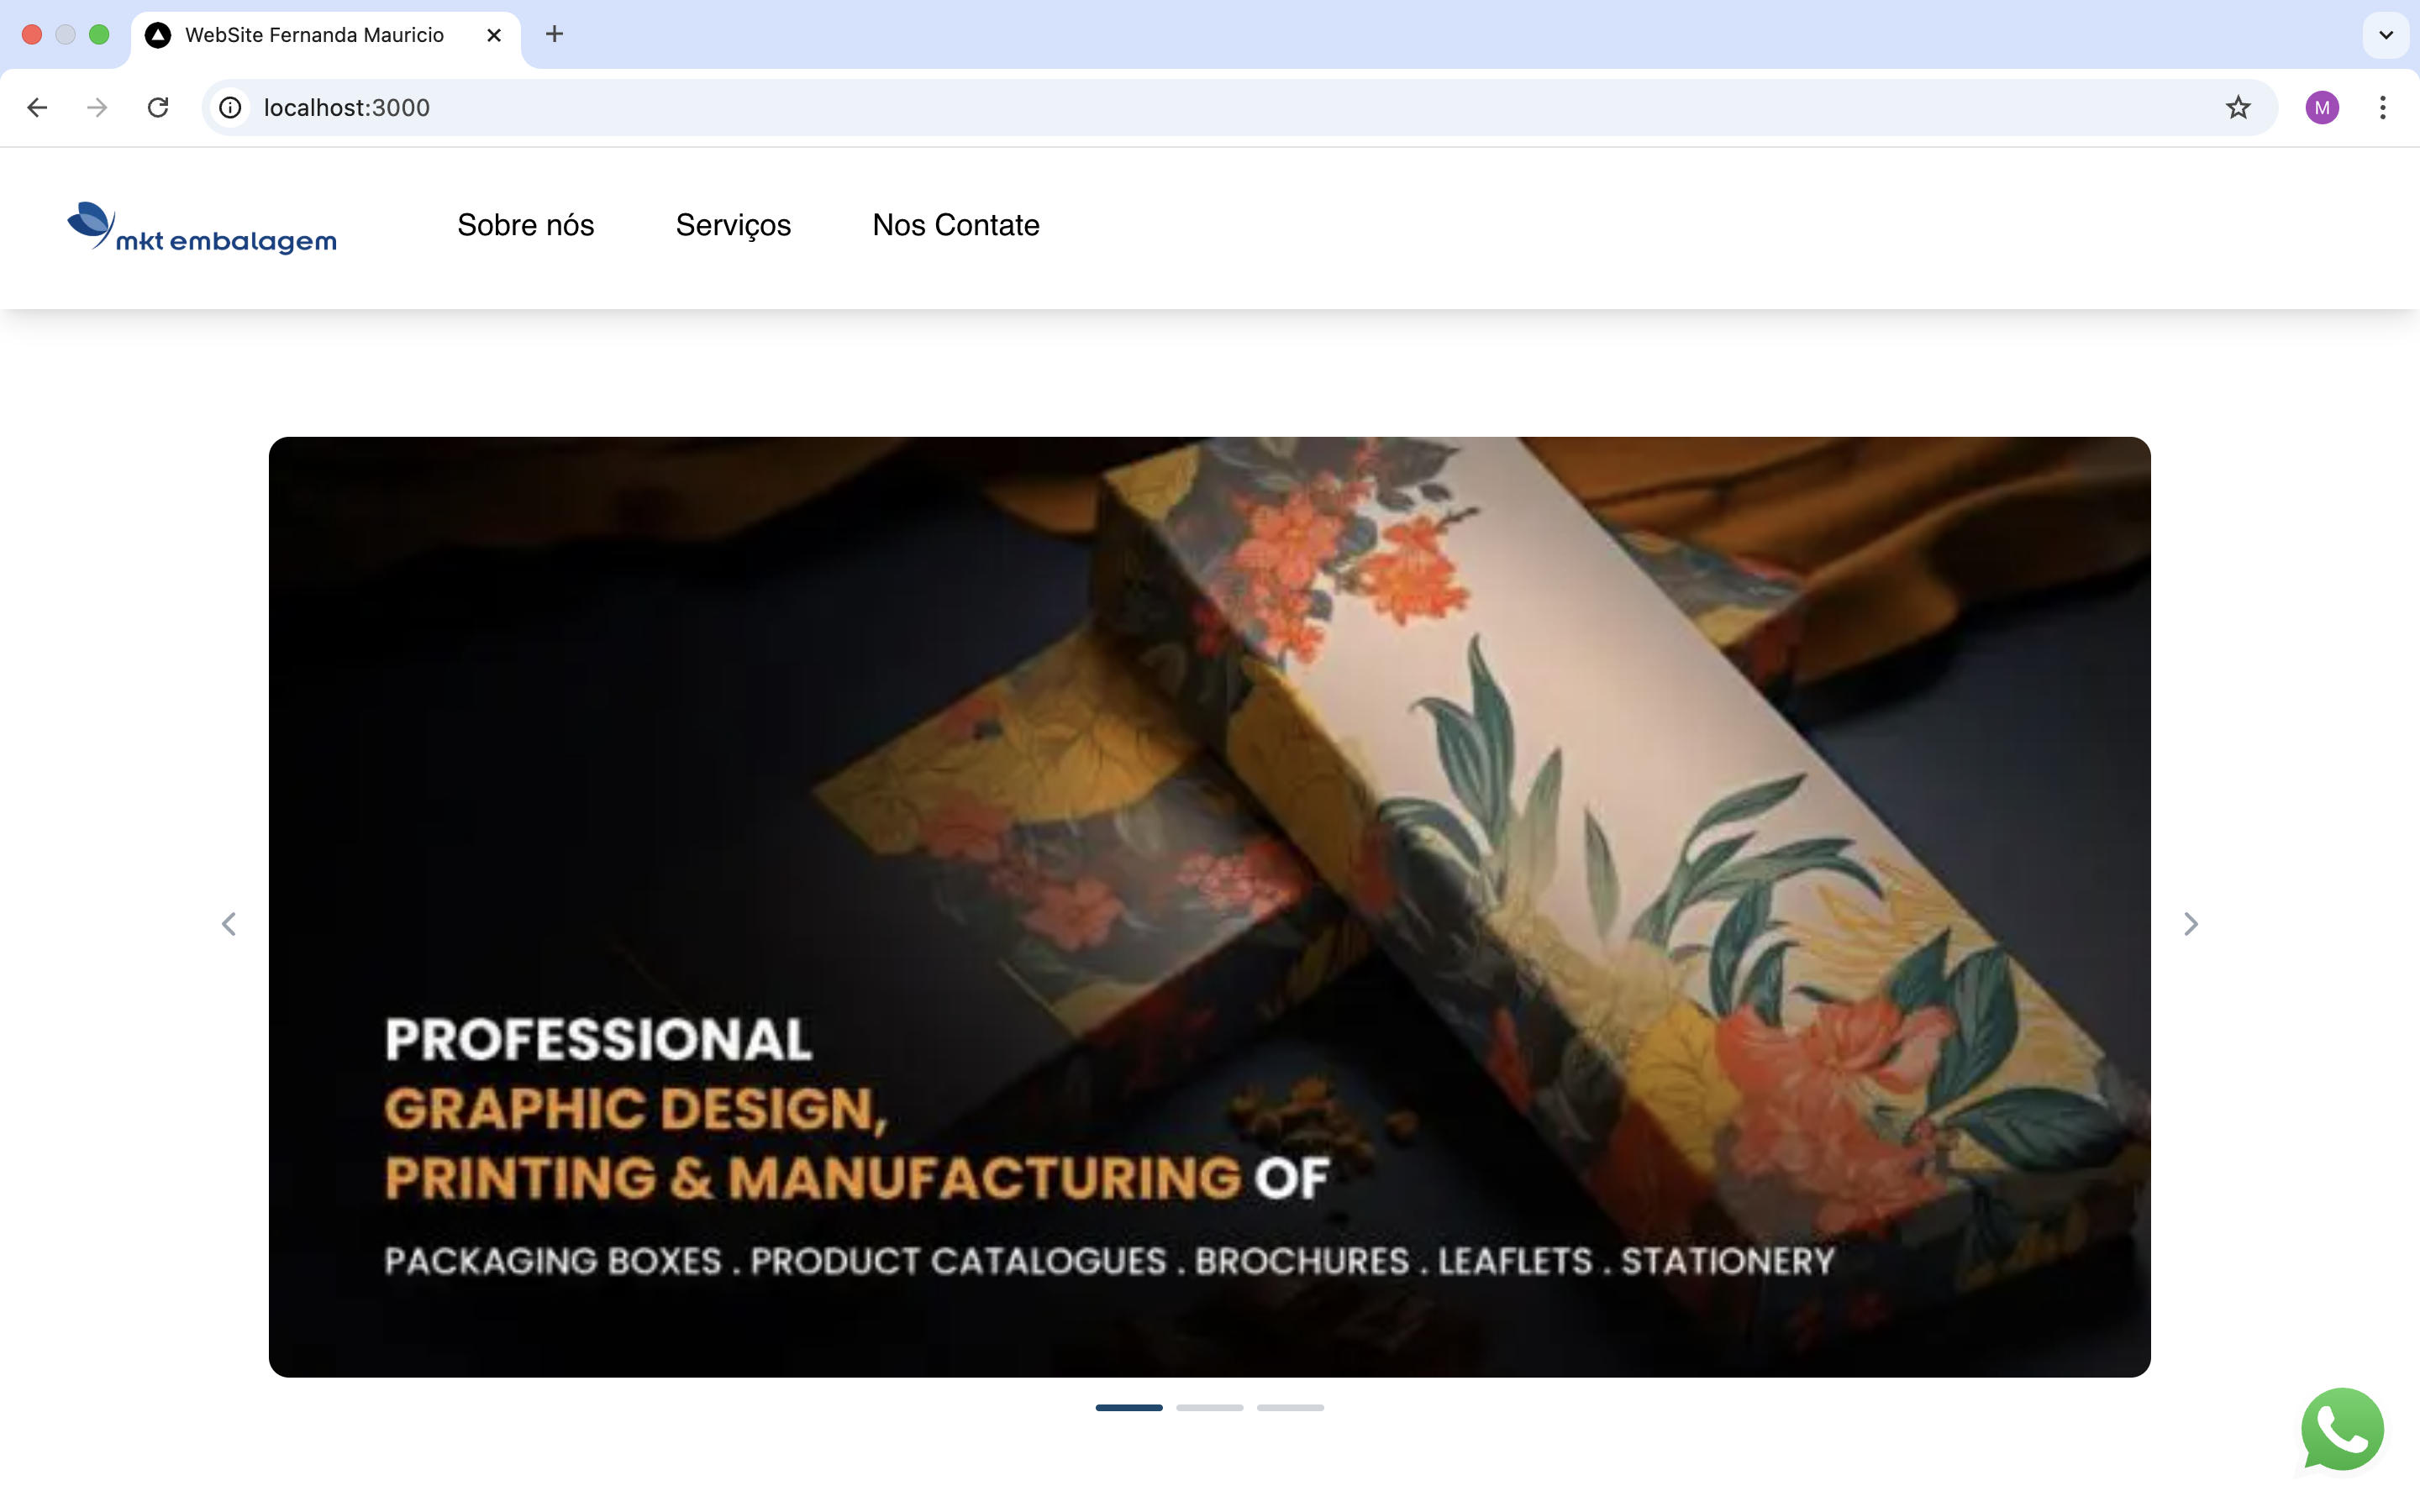 WebSite Fernanda Mauricio
localhost:3000
M
mkt embalagem
Sobre nós
Serviços
Nos Contate
PROFESSIONAL
GRAPHIC DESIGN,
PRINTING & MANUFACTURING OF
PACKAGING BOXES . PRODUCT CATALOGUES . BROCHURES . LEAFLETS . STATIONERY